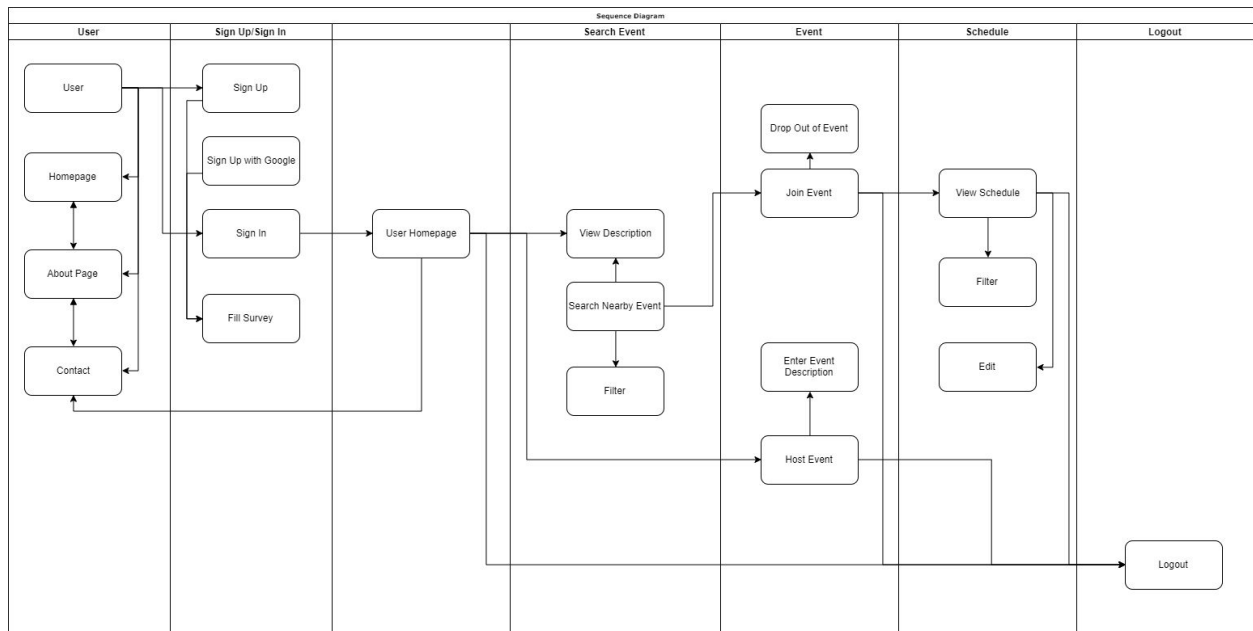 Sequence Diagram
User
Sign Up/Sign In
Search Event
Event
Schedule
Logout
User
Homepage
About Page
Contact
Sign Up
Sign Up with Google
Sign In
Fill Survey
User Homepage
View Description
Search Nearby Event
Filter
Drop Out of Event
Join Event
Enter Event
Description
Host Event
View Schedule
Filter
Edit
Logout